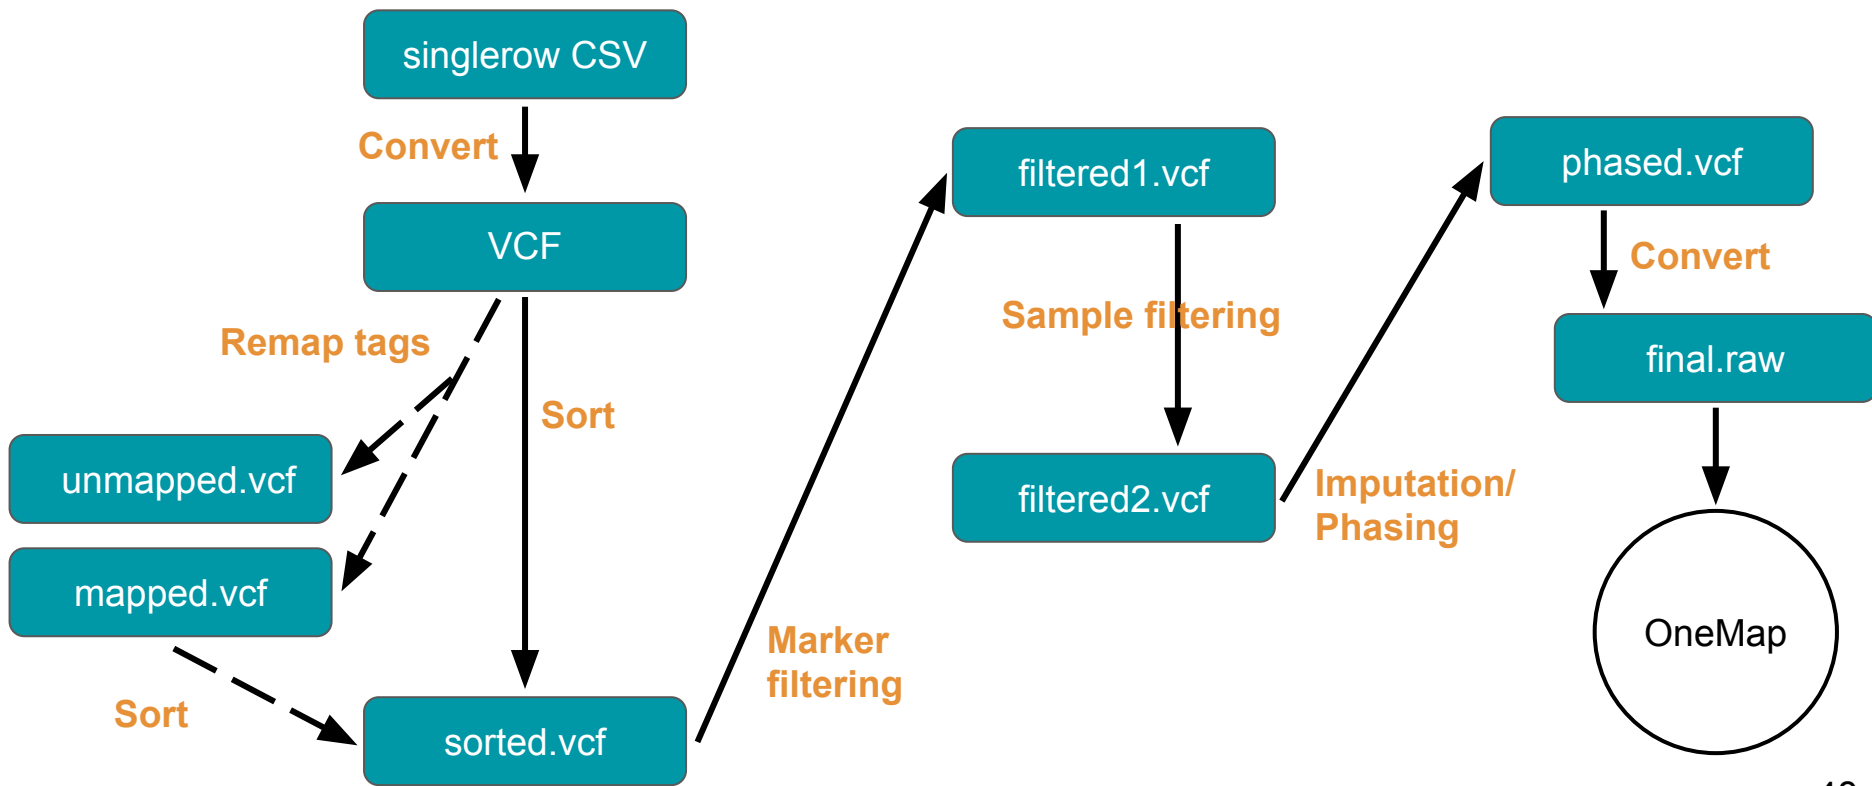 singlerow CSV
Convert
VCF
Remap tags
Sort
unmapped.vcf
mapped.vcf
Sort
sorted.vcf
Marker
filtering
filtered1.vcf
Sample filtering
filtered2.vcf
Imputation/
Phasing
phased.vcf
Convert
final.raw
OneMap